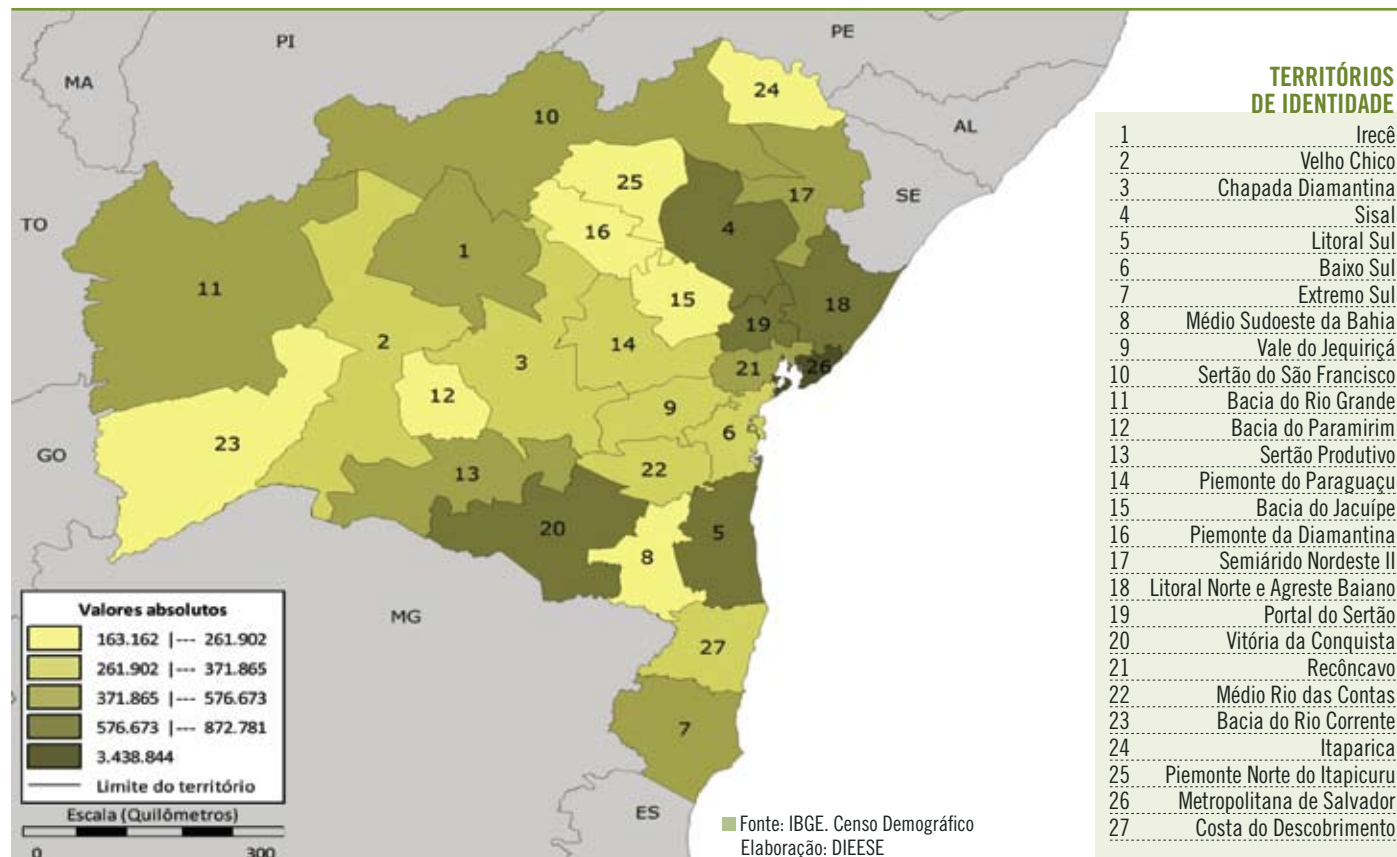 PI
PE
MA
24
10
AL
25
17
SE
TO
16
4
1
11
15
18
2
19
3
14
21
26
12
9
23
6
GO
13
22
20
5
8
MG
27
7
ES
Valores absolutos
163.162 |--- 261.902
261.902 |--- 371.865
371.865 |--- 576.673
576.673 |--- 872.781
3.438.844
Limite do território
Escala (Quilômetros)
0 300
Fonte: IBGE. Censo Demográfico
Elaboração: DIEESE
TERRITÓRIOS
DE IDENTIDADE
1 Irecê
2 Velho Chico
3 Chapada Diamantina
4 Sisal
5 Litoral Sul
6 Baixo Sul
7 Extremo Sul
8 Médio Sudoeste da Bahia
9 Vale do Jequiriçá
10 Sertão do São Francisco
11 Bacia do Rio Grande
12 Bacia do Paramirim
13 Sertão Produtivo
14 Piemonte do Paraguaçu
15 Bacia do Jacuípe
16 Piemonte da Diamantina
17 Semiárido Nordeste II
18 Litoral Norte e Agreste Baiano
19 Portal do Sertão
20 Vitória da Conquista
21 Recôncavo
22 Médio Rio das Contas
23 Bacia do Rio Corrente
24 Itaparica
25 Piemonte Norte do Itapicuru
26 Metropolitana de Salvador
27 Costa do Descobrimento